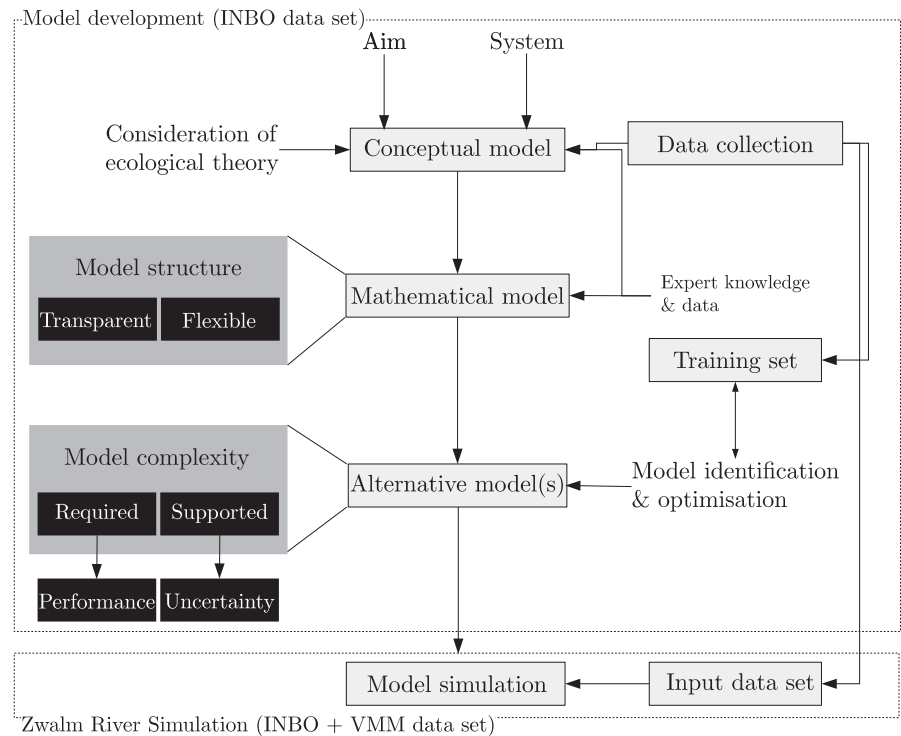 Model development (INBO data set)
Aim
System
Consideration of
ecological theory
Conceptual model
Data collection
Model structure
Transparent
Flexible
Mathematical model
Expert knowledge
& data
Training set
Model complexity
Required
Supported
Alternative model(s)
Model identification
& optimisation
Performance
Uncertainty
Model simulation
Input data set
Zwalm River Simulation (INBO + VMM data set)